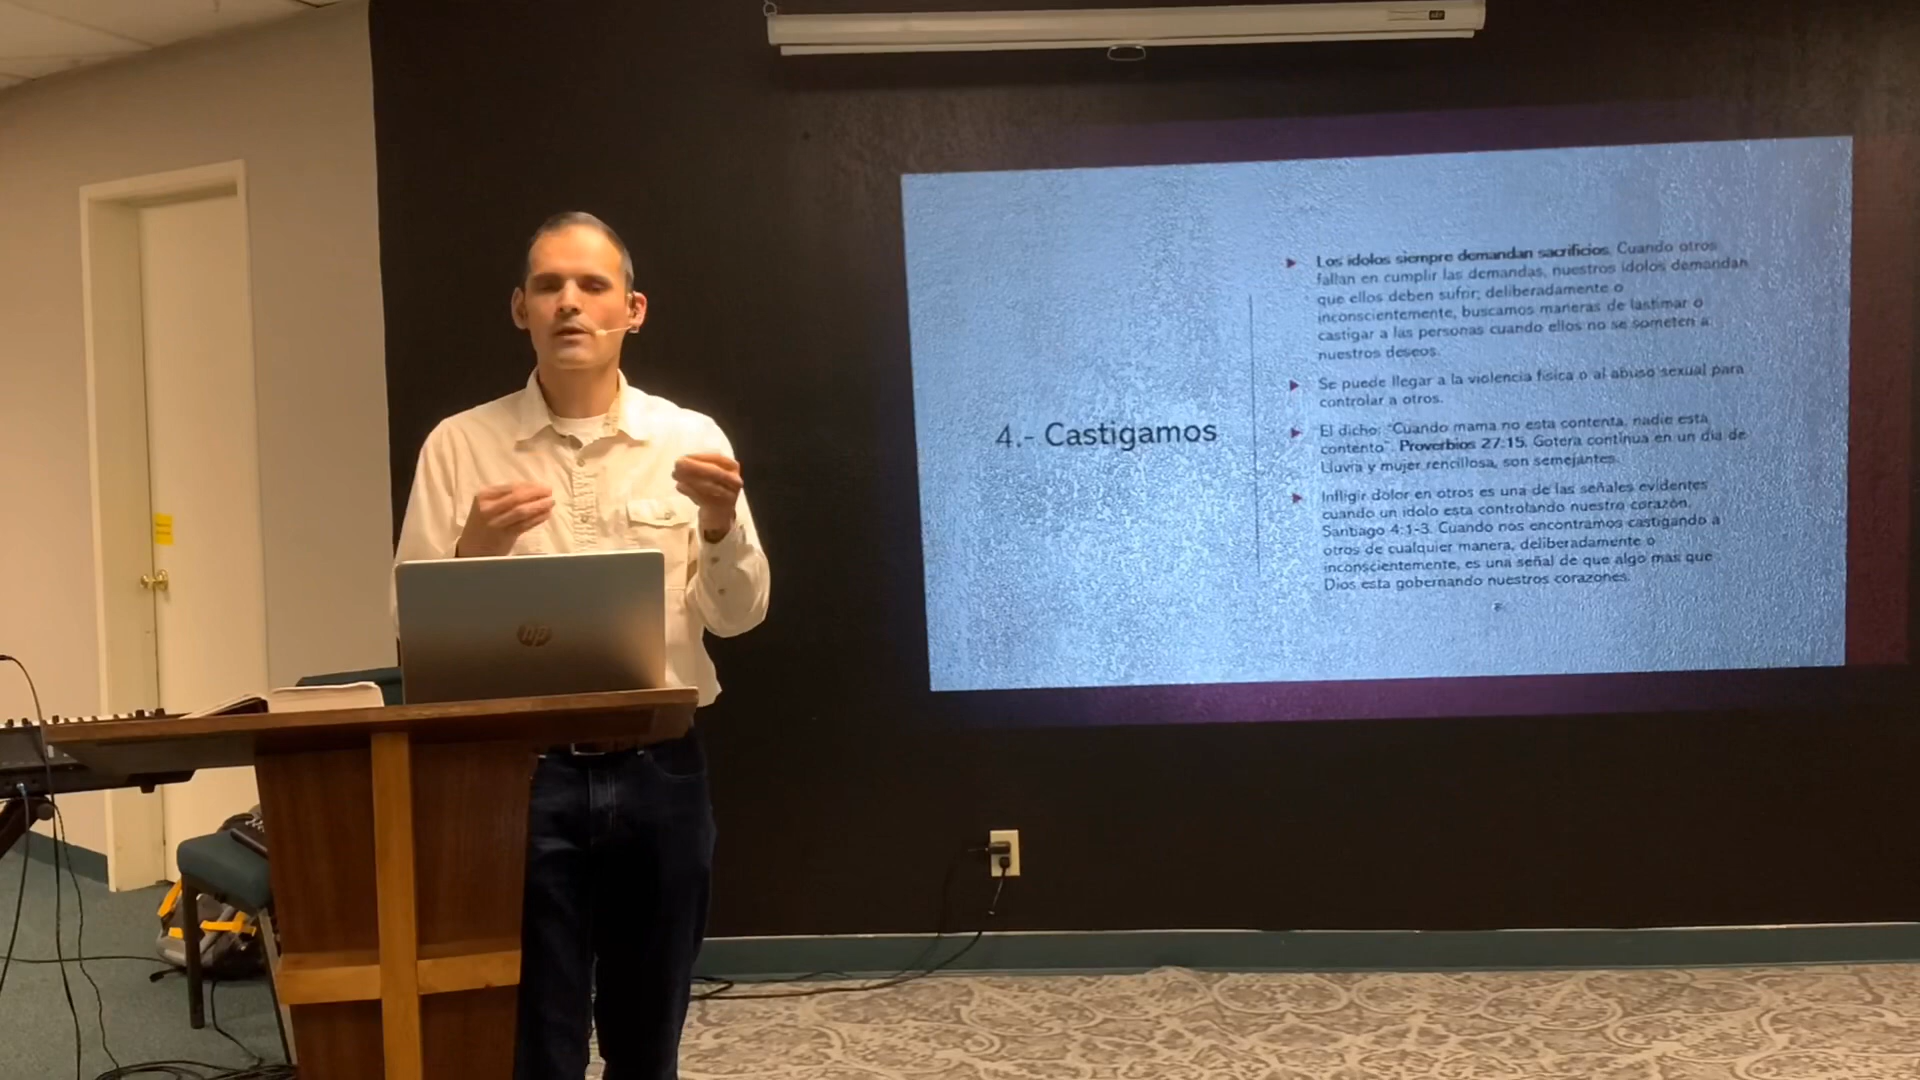 4.- Castigamos
Los idolos siempre demandan sacrificios. Cuando otros
fallan en cumplir las demandas, nuestros idolos demandan
que ellos deben sufrir; deliberadamente o
inconscientemente, buscamos maneras de lastimar o
castigar a las personas cuando ellos no se someten a
nuestros deseos.
Se puede llegar a la violencia fisica o al abuso sexual para
controlar a otros.
El dicho: "Cuando mama no esta contenta, nadie esta
contento". Proverbios 27:15. Gotera continua en un dia de
Lluvia y mujer rencillosa, son semejantes.
Infligir dolor en otros es una de las señales evidentes
cuando un idolo esta controlando nuestro corazón.
Santiago 4:1-3. Cuando nos encontramos castigando a
otros de cualquier manera, deliberadamente o
inconscientemente, es una señal de que algo mas que
Dios esta gobernando nuestros corazones.
hp